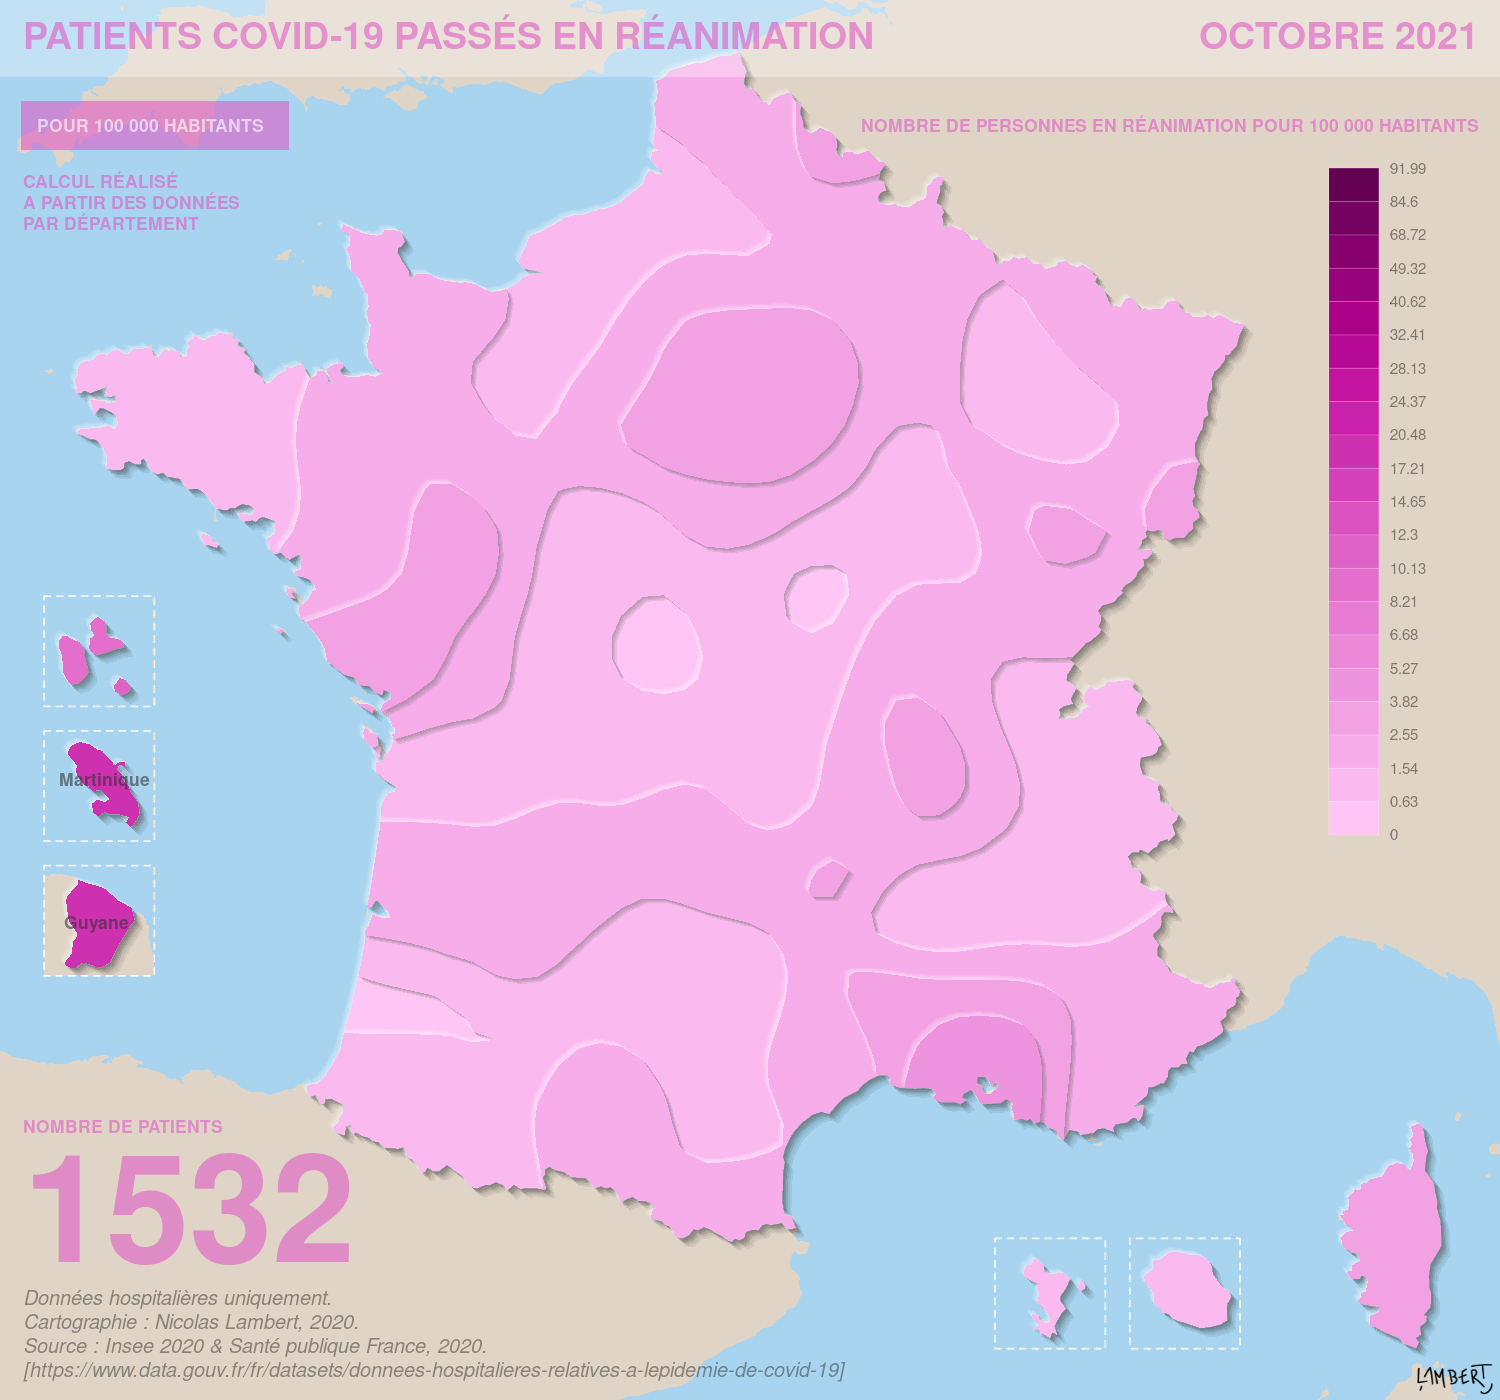 PATIENTS COVID-19 PASSÉS EN RÉANIMATION
OCTOBRE 2021
POUR 100 000 HABITANTS
CALCUL RÉALISÉ
A PARTIR DES DONNÉES
PAR DÉPARTEMENT
NOMBRE DE PERSONNES EN RÉANIMATION POUR 100 000 HABITANTS
91.99
84.6
68.72
49.32
40.62
32.41
28.13
24.37
20.48
17.21
14.65
12.3
10.13
8.21
6.68
5.27
3.82
2.55
1.54
0.63
0
Martinique
Guyane
NOMBRE DE PATIENTS
1532
Données hospitalières uniquement.
Cartographie : Nicolas Lambert, 2020.
Source : Insee 2020 & Santé publique France, 2020.
[https://www.data.gouv.fr/fr/datasets/donnees-hospitalieres-relatives-a-lepidemie-de-covid-19]
LAMBERT